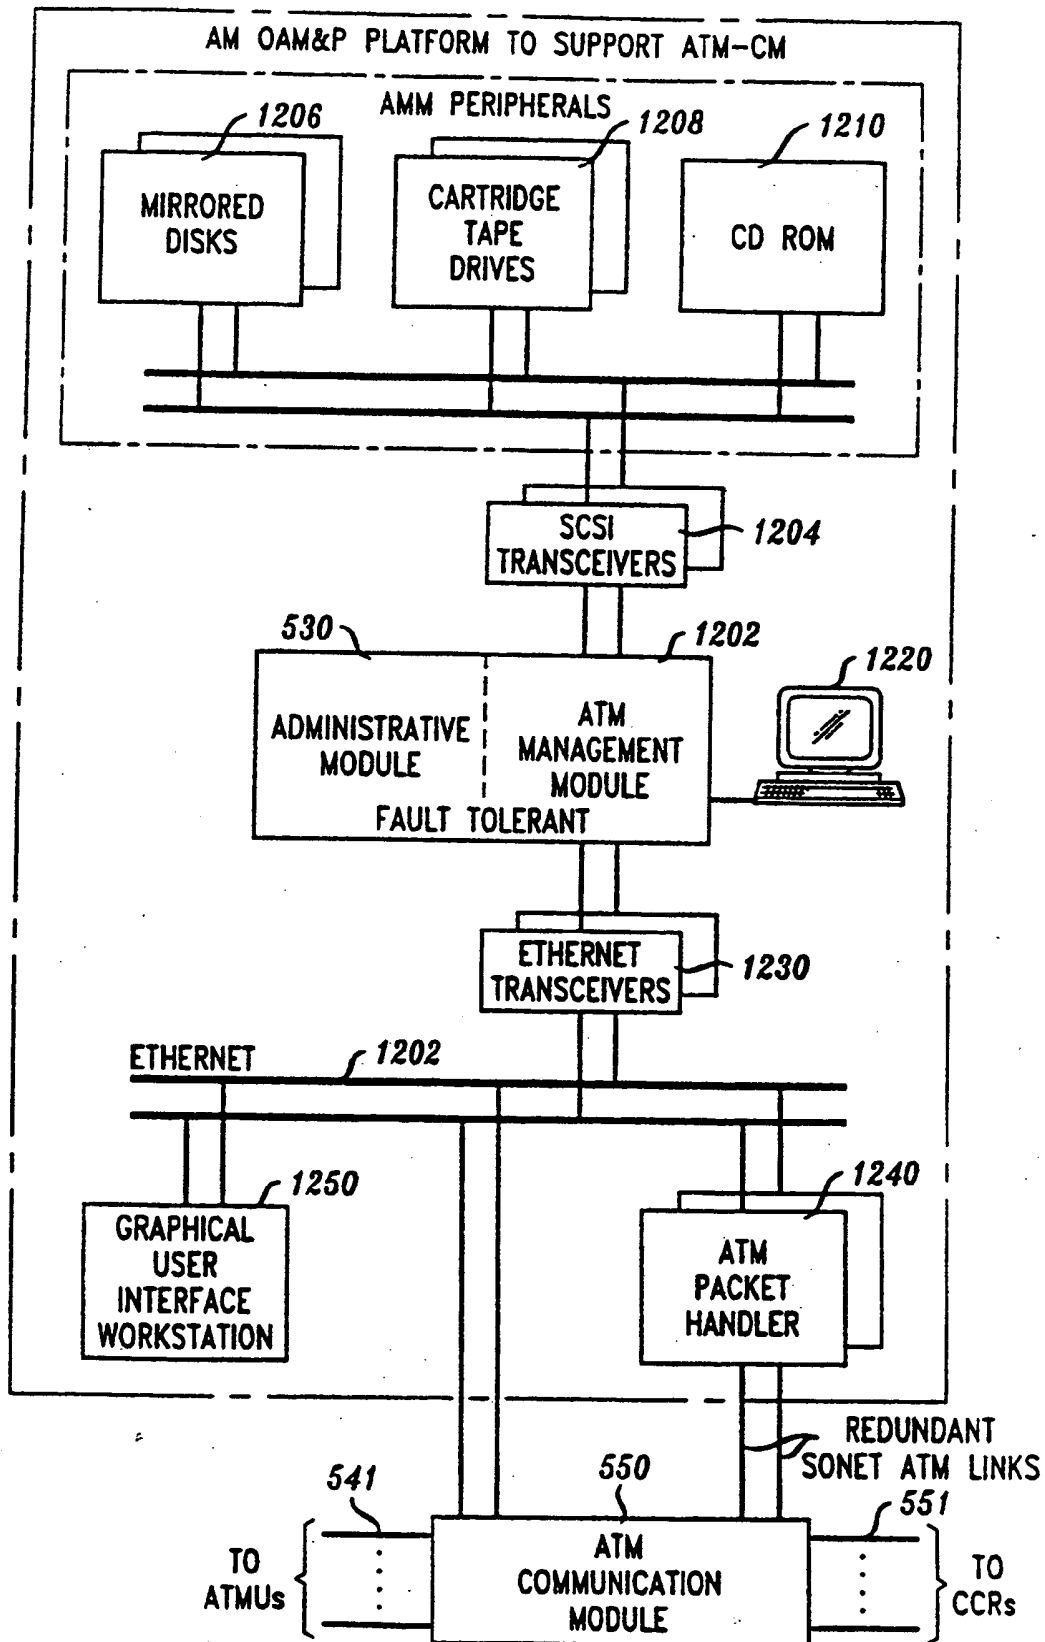 AM OAM&P PLATFORM TO SUPPORT ATM-CM
AMM PERIPHERALS
1206
1208
1210
MIRRORED
DISKS
CARTRIDGE
TAPE
DRIVES
CD ROM
SCSI
TRANSCEIVERS
1204
530
1202
1220
ADMINISTRATIVE
MODULE
ATM
MANAGEMENT
MODULE
FAULT TOLERANT
ETHERNET
TRANSCEIVERS
1230
ETHERNET
1202
1250
1240
GRAPHICAL
USER
INTERFACE
WORKSTATION
ATM
PACKET
HANDLER
REDUNDANT
SONET ATM LINKS
541
550
551
TO
ATMUs
ATM
COMMUNICATION
MODULE
TO
CCRs